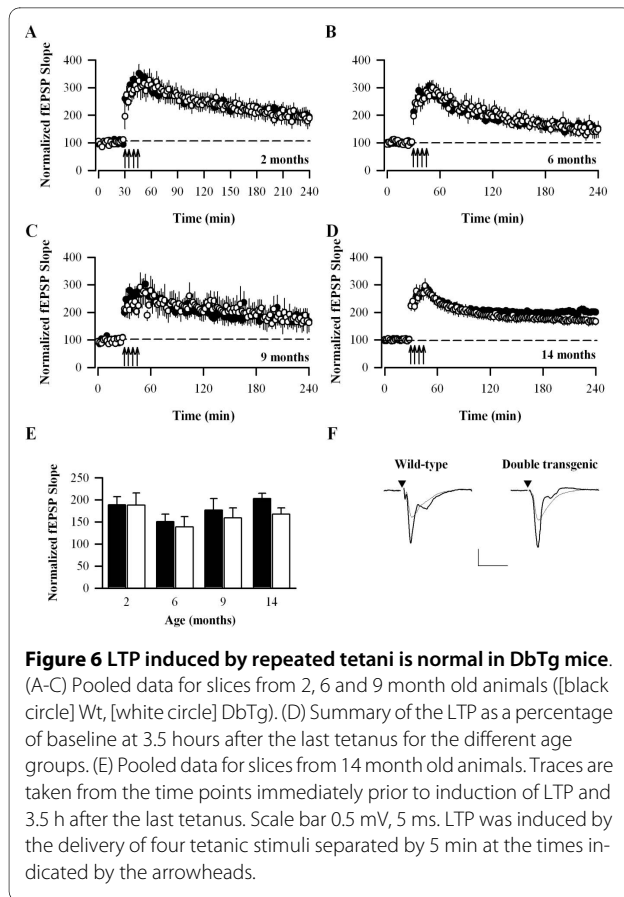 A
B
Normalized fEPSP Slope
400
300
200
100
0
2 months
0 30 60 90 120 150 180 210 240
Time (min)
400
300
200
100
0
6 months
0 60 120 180 240
Time (min)
C
D
Normalized fEPSP Slope
400
300
200
100
0
9 months
0 60 120 180 240
Time (min)
Normalized fEPSP Slope
400
300
200
100
0
14 months
0 60 120 180 240
Time (min)
E
F
Normalized fEPSP Slope
250
200
150
100
50
0
2 6 9 14
Age (months)
Wild-type
Double transgenic
Figure 6 LTP induced by repeated tetani is normal in DbTg mice.
(A-C) Pooled data for slices from 2, 6 and 9 month old animals ([black
circle] Wt, [white circle] DbTg). (D) Summary of the LTP as a percentage
of baseline at 3.5 hours after the last tetanus for the different age
groups. (E) Pooled data for slices from 14 month old animals. Traces are
taken from the time points immediately prior to induction of LTP and
3.5 h after the last tetanus. Scale bar 0.5 mV, 5 ms. LTP was induced by
the delivery of four tetanic stimuli separated by 5 min at the times in-
dicated by the arrowheads.